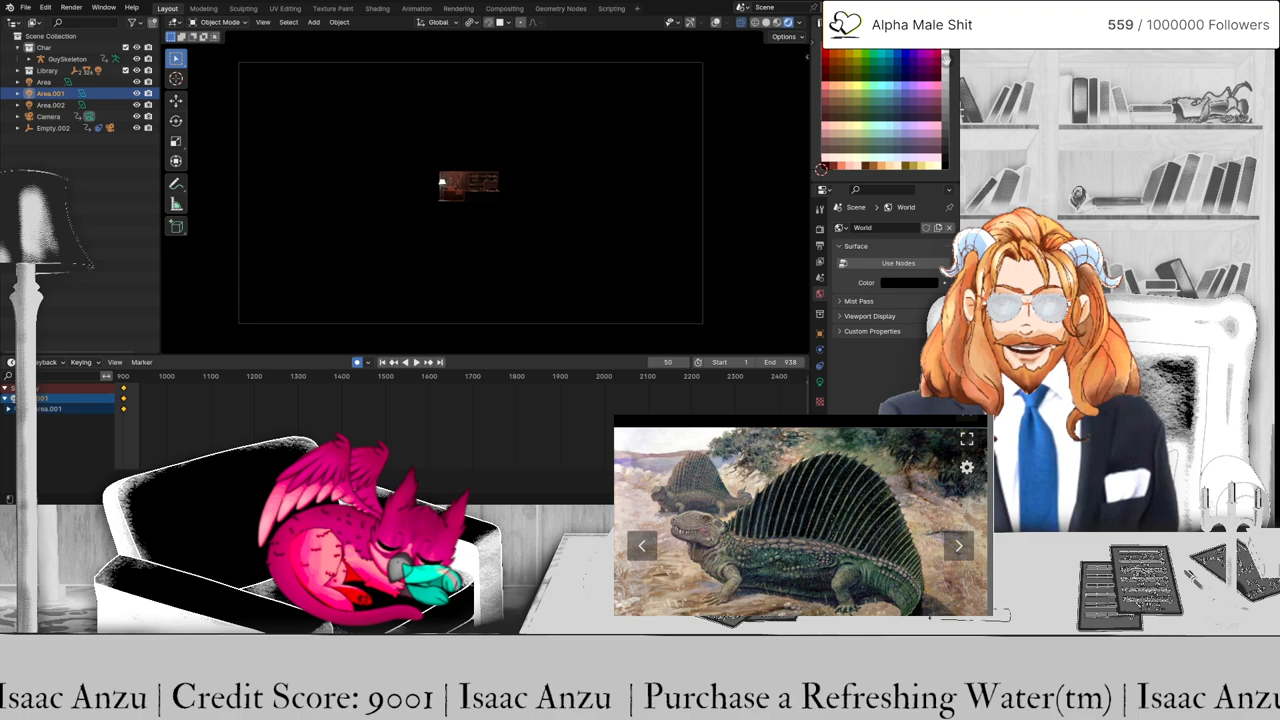 File Edit Render Window Help Layout Modeling Sculpting UV Editing Texture Paint Shading Animation Rendering Compositing Geometry Nodes Scripting Scene
Object Mode View Select Add Object Global
Options
Scene Collection
Char
GuySkeleton
Library
Area
Area.001
Area.002
Camera
Empty.002
Alpha Male Shit 559 / 1000000 Followers
Scene World
World
Surface
Use Nodes
Color
Mist Pass
Viewport Display
Custom Properties
Keying View Marker 50 Start 1 End 938
900 1000 1100 1200 1300 1400 1500 1600 1700 1800 1900 2000 2100 2200 2300 2400
Isaac Anzu | Credit Score: 9001 | Isaac Anzu | Purchase a Refreshing Water(tm) | Isaac Anzu